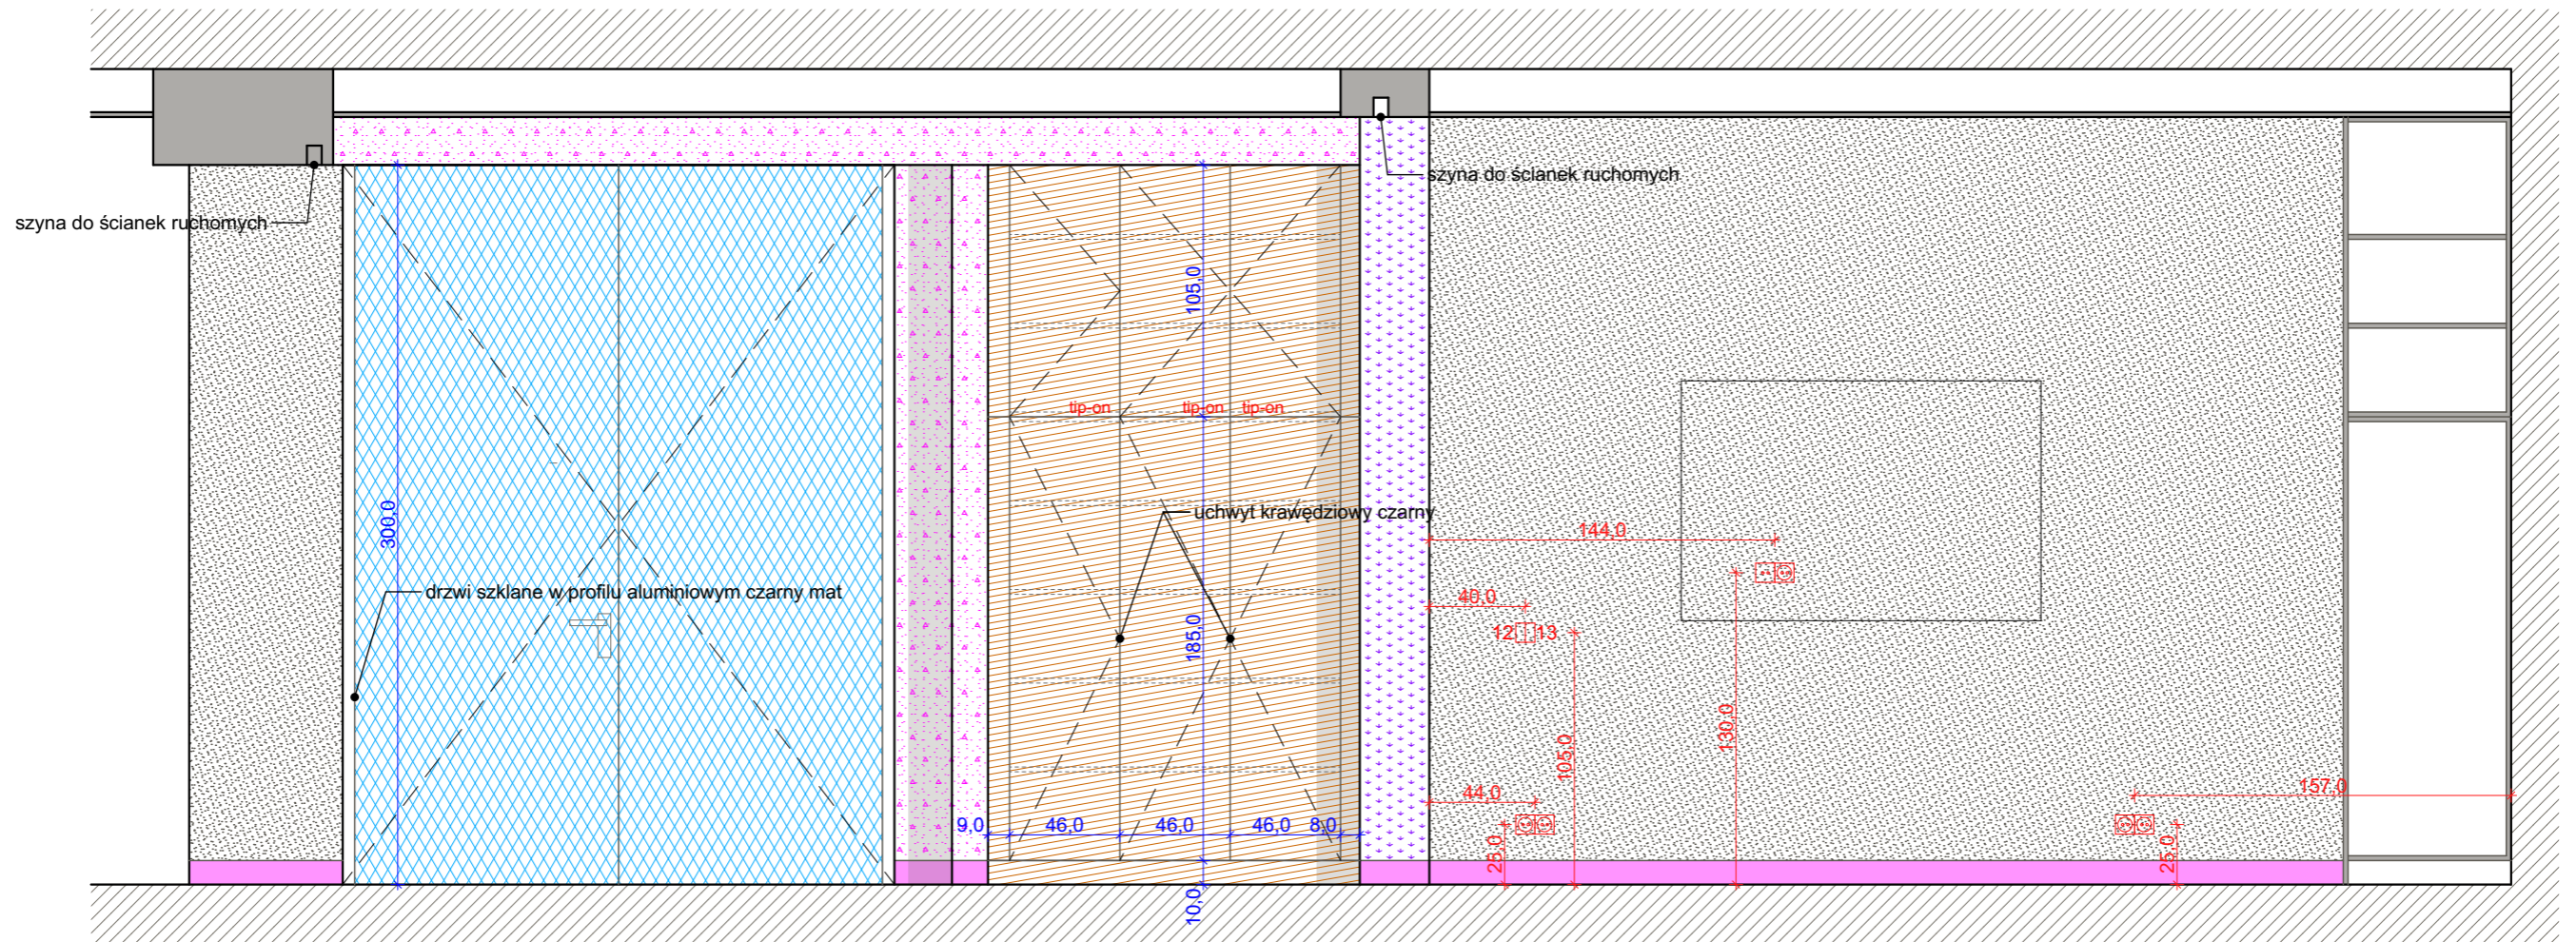 szyna do ścianek ruchomych
szyna do ścianek ruchomych
105,0
tip-on
tip-on
tip-on
300,0
uchwyt krawędziowy czarny
144,0
drzwi szklane w profilu aluminiowym czarny mat
40,0
185,0
12
13
130,0
105,0
157,0
44,0
9,0
46,0
46,0
46,0
8,0
25,0
25,0
10,0